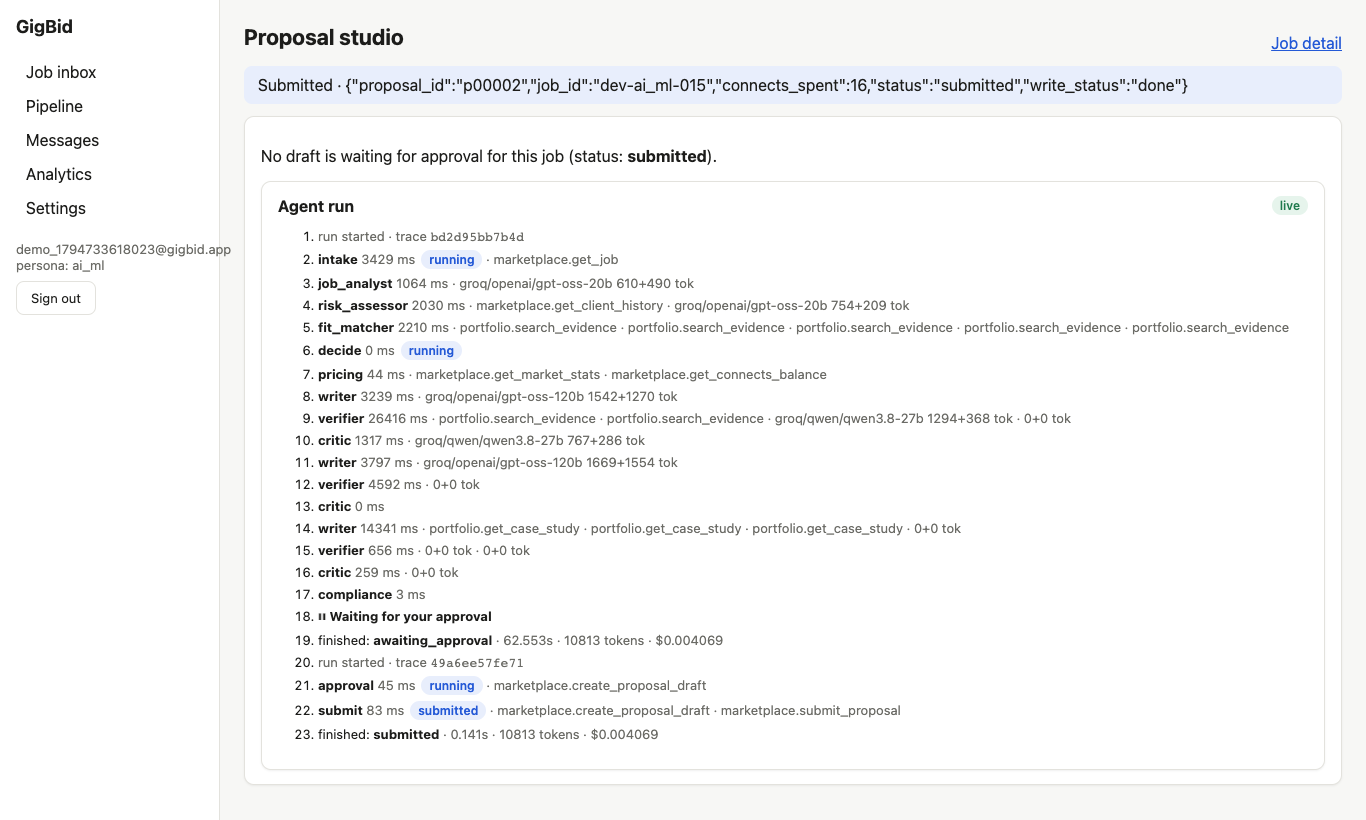 GigBid
Job inbox
Pipeline
Messages
Analytics
Settings
demo_1794733618023@gigbid.app
persona: ai_ml
Sign out
Proposal studio
Job detail
Submitted · {"proposal_id":"p00002","job_id":"dev-ai_ml-015","connects_spent":16,"status":"submitted","write_status":"done"}
No draft is waiting for approval for this job (status: submitted).
Agent run
live
1. run started · trace bd2d95bb7b4d
2. intake 3429 ms running · marketplace.get_job
3. job_analyst 1064 ms · groq/openai/gpt-oss-20b 610+490 tok
4. risk_assessor 2030 ms · marketplace.get_client_history · groq/openai/gpt-oss-20b 754+209 tok
5. fit_matcher 2210 ms · portfolio.search_evidence · portfolio.search_evidence · portfolio.search_evidence · portfolio.search_evidence · portfolio.search_evidence
6. decide 0 ms running
7. pricing 44 ms · marketplace.get_market_stats · marketplace.get_connects_balance
8. writer 3239 ms · groq/openai/gpt-oss-120b 1542+1270 tok
9. verifier 26416 ms · portfolio.search_evidence · portfolio.search_evidence · groq/qwen/qwen3.8-27b 1294+368 tok · 0+0 tok
10. critic 1317 ms · groq/qwen/qwen3.8-27b 767+286 tok
11. writer 3797 ms · groq/openai/gpt-oss-120b 1669+1554 tok
12. verifier 4592 ms · 0+0 tok
13. critic 0 ms
14. writer 14341 ms · portfolio.get_case_study · portfolio.get_case_study · portfolio.get_case_study · 0+0 tok
15. verifier 656 ms · 0+0 tok · 0+0 tok
16. critic 259 ms · 0+0 tok
17. compliance 3 ms
18. ⏸ Waiting for your approval
19. finished: awaiting_approval · 62.553s · 10813 tokens · $0.004069
20. run started · trace 49a6ee57fe71
21. approval 45 ms running · marketplace.create_proposal_draft
22. submit 83 ms submitted · marketplace.create_proposal_draft · marketplace.submit_proposal
23. finished: submitted · 0.141s · 10813 tokens · $0.004069